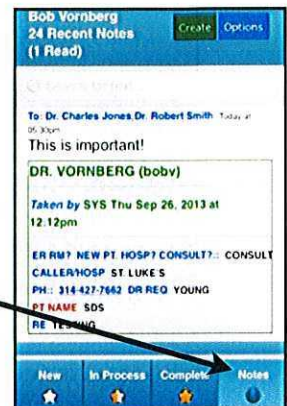 Bob Vornberg
24 Recent Notes
(1 Read)
Create
Options
To: Dr. Charles Jones,Dr. Robert Smith Today at
05:30pm
This is important!
DR. VORNBERG (bobv)
Taken by SYS Thu Sep 26, 2013 at
12:12pm
ER RM? NEW PT. HOSP? CONSULT?.: CONSULT
CALLER/HOSP ST. LUKE'S
PH.: 314-427-7662 DR REQ YOUNG
PT NAME SDS
RE TESTING
New
In Process
Complete
Notes